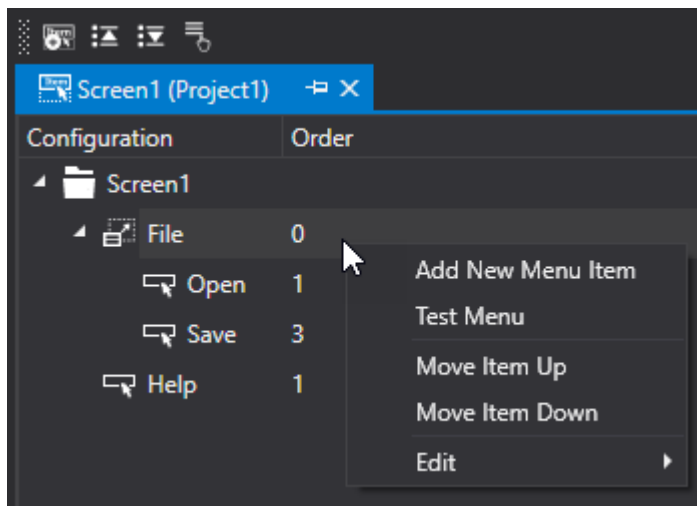 Screen1 (Project1)
Configuration Order
Screen1
File 0
Open 1
Save 3
Help 1
Add New Menu Item
Test Menu
Move Item Up
Move Item Down
Edit